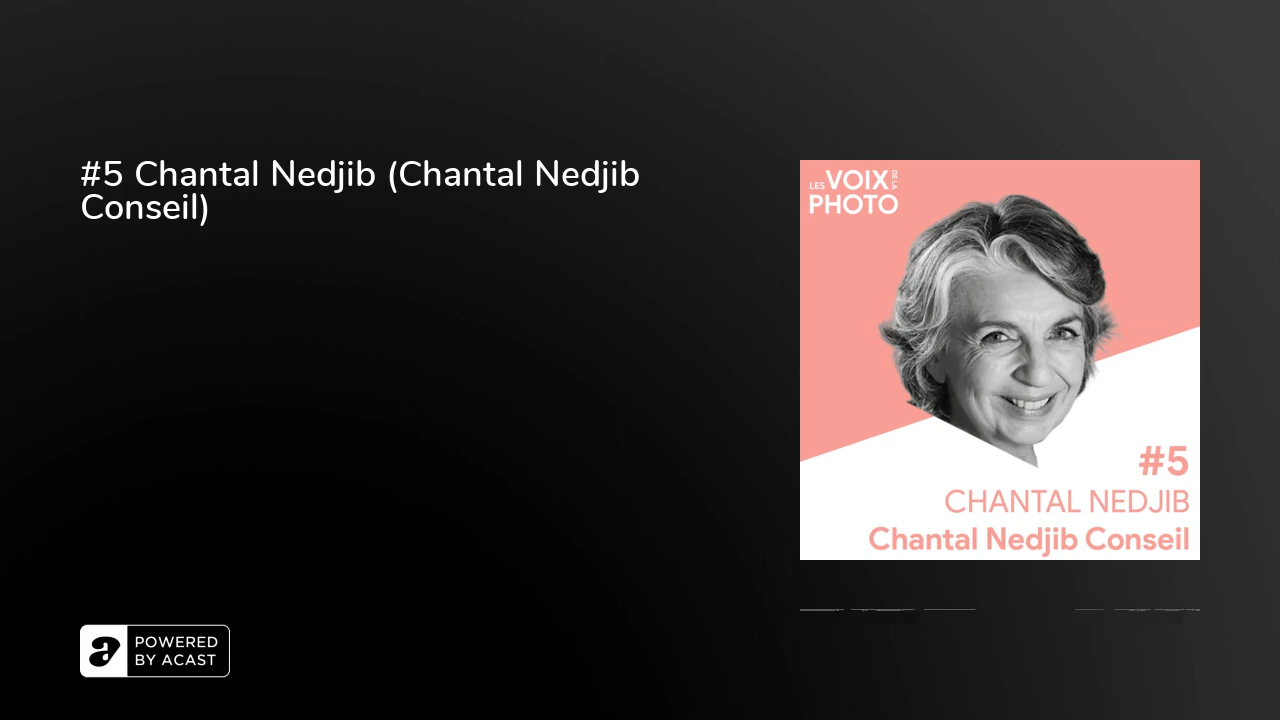 #5 Chantal Nedjib (Chantal Nedjib
Conseil)
LES VOIX DE LA
PHOTO
#5
CHANTAL NEDJIB
Chantal Nedjib Conseil
a POWERED
BY ACAST